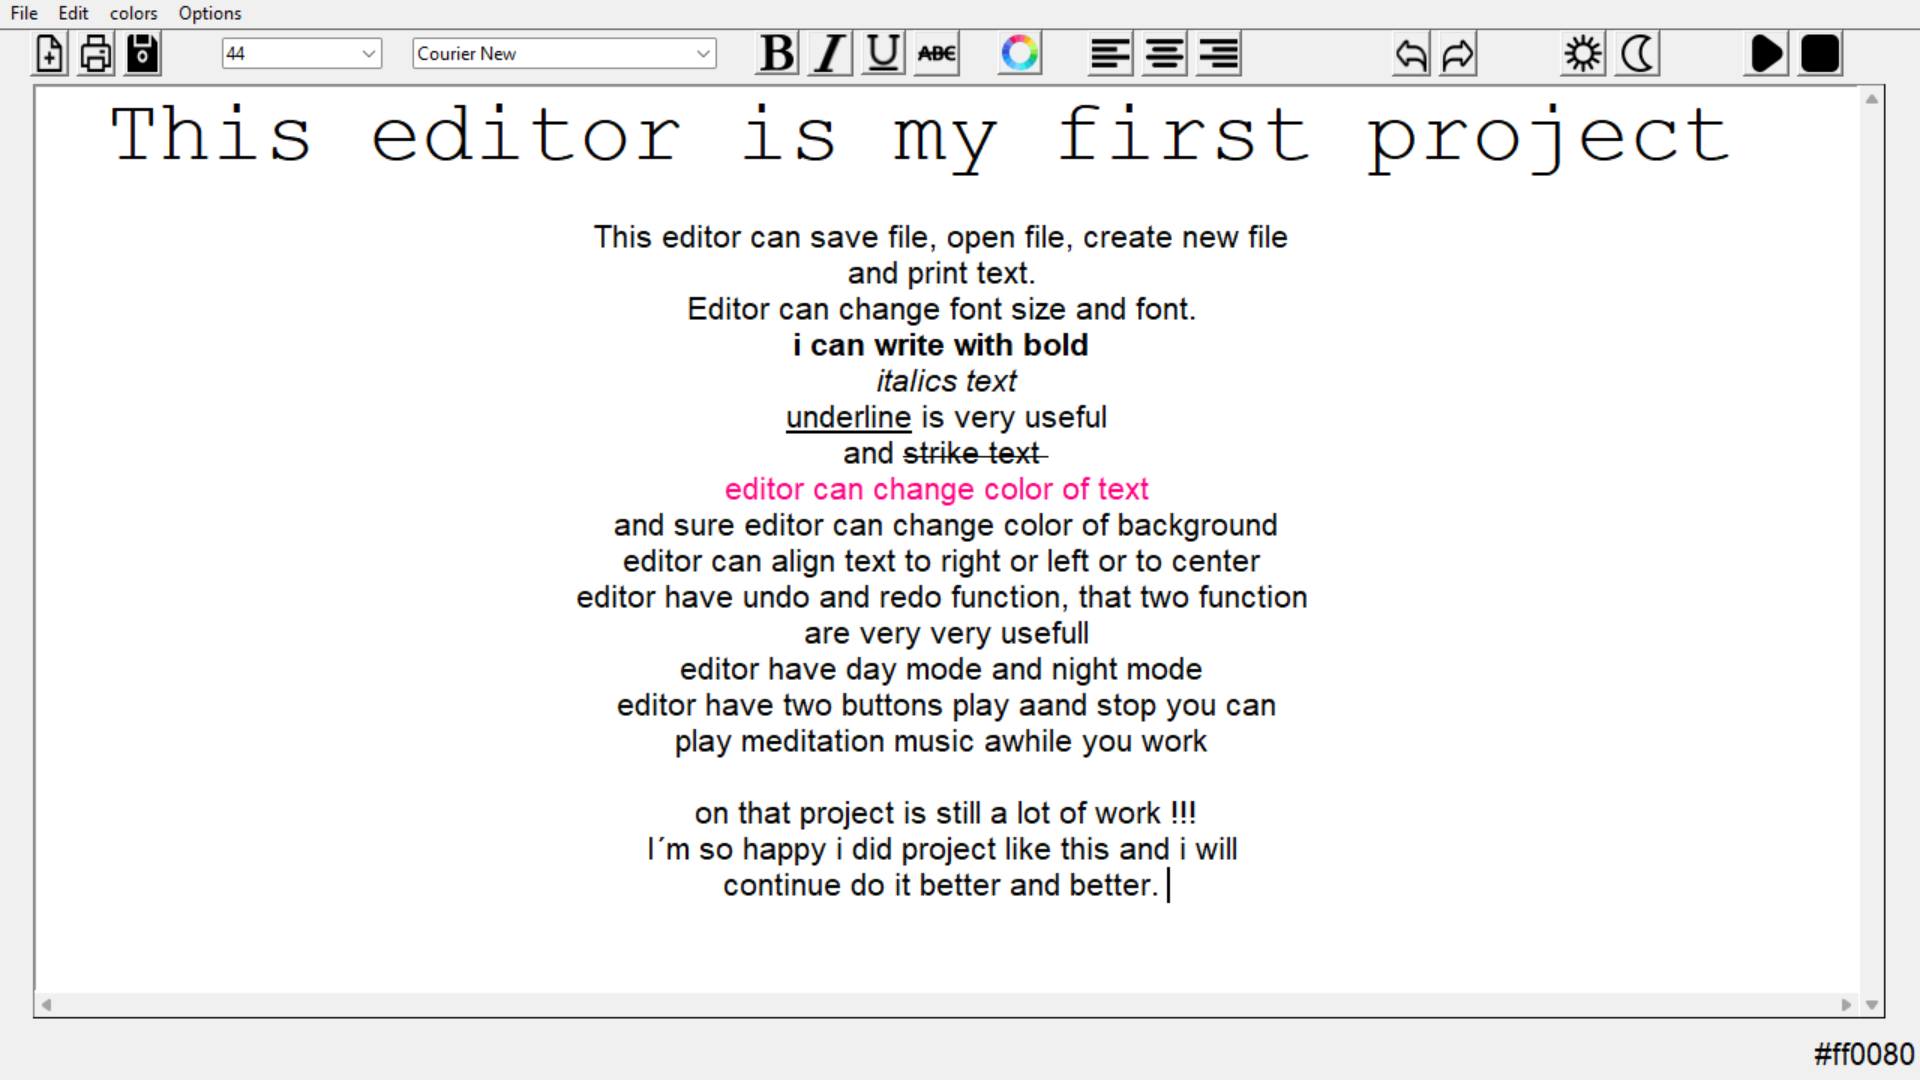 File Edit colors Options
44 Courier New B I U ABC
This editor is my first project
This editor can save file, open file, create new file
and print text.
Editor can change font size and font.
i can write with bold
italics text
underline is very useful
and strike text
editor can change color of text
and sure editor can change color of background
editor can align text to right or left or to center
editor have undo and redo function, that two function
are very very usefull
editor have day mode and night mode
editor have two buttons play aand stop you can
play meditation music awhile you work
on that project is still a lot of work !!!
I´m so happy i did project like this and i will
continue do it better and better.
#ff0080